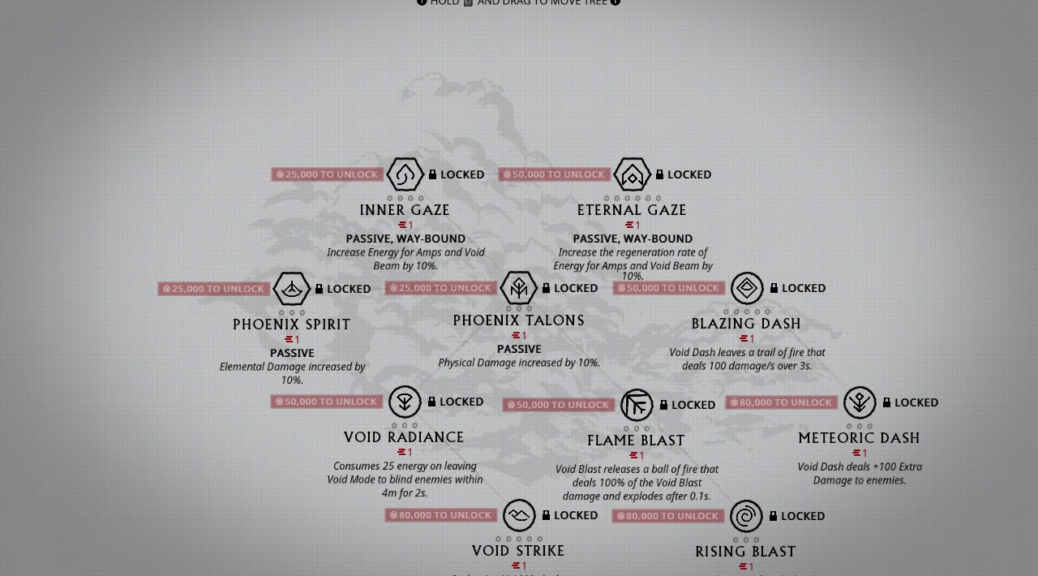 HOLD AND DRAG TO MOVE TREE
25,000 TO UNLOCK LOCKED
50,000 TO UNLOCK LOCKED
INNER GAZE
1
PASSIVE, WAY-BOUND
Increase Energy for Amps and Void
Beam by 10%.
ETERNAL GAZE
1
PASSIVE, WAY-BOUND
Increase the regeneration rate of
Energy for Amps and Void Beam by
10%.
25,000 TO UNLOCK LOCKED
PHOENIX SPIRIT
1
PASSIVE
Elemental Damage increased by
10%.
25,000 TO UNLOCK LOCKED
PHOENIX TALONS
1
PASSIVE
Physical Damage increased by 10%.
50,000 TO UNLOCK LOCKED
BLAZING DASH
1
Void Dash leaves a trail of fire that
deals 100 damage/s over 3s.
50,000 TO UNLOCK LOCKED
VOID RADIANCE
1
Consumes 25 energy on leaving
Void Mode to blind enemies within
4m for 2s.
50,000 TO UNLOCK LOCKED
FLAME BLAST
1
Void Blast releases a ball of fire that
deals 100% of the Void Blast
damage and explodes after 0.1s.
80,000 TO UNLOCK LOCKED
METEORIC DASH
1
Void Dash deals +100 Extra
Damage to enemies.
80,000 TO UNLOCK LOCKED
VOID STRIKE
1
80,000 TO UNLOCK LOCKED
RISING BLAST
1